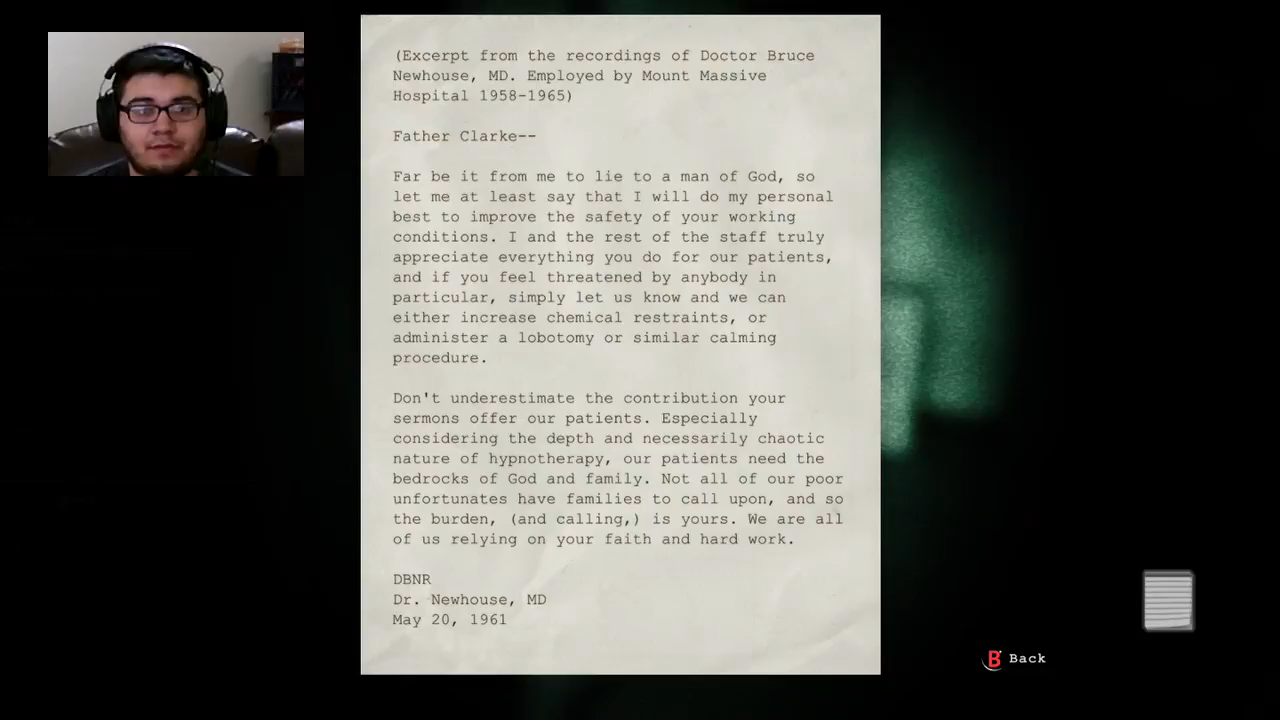 (Excerpt from the recordings of Doctor Bruce
Newhouse, MD. Employed by Mount Massive
Hospital 1958-1965)
Father Clarke--
Far be it from me to lie to a man of God, so
let me at least say that I will do my personal
best to improve the safety of your working
conditions. I and the rest of the staff truly
appreciate everything you do for our patients,
and if you feel threatened by anybody in
particular, simply let us know and we can
either increase chemical restraints, or
administer a lobotomy or similar calming
procedure.
Don't underestimate the contribution your
sermons offer our patients. Especially
considering the depth and necessarily chaotic
nature of hypnotherapy, our patients need the
bedrocks of God and family. Not all of our poor
unfortunates have families to call upon, and so
the burden, (and calling,) is yours. We are all
of us relying on your faith and hard work.
DBNR
Dr. Newhouse, MD
May 20, 1961
B Back